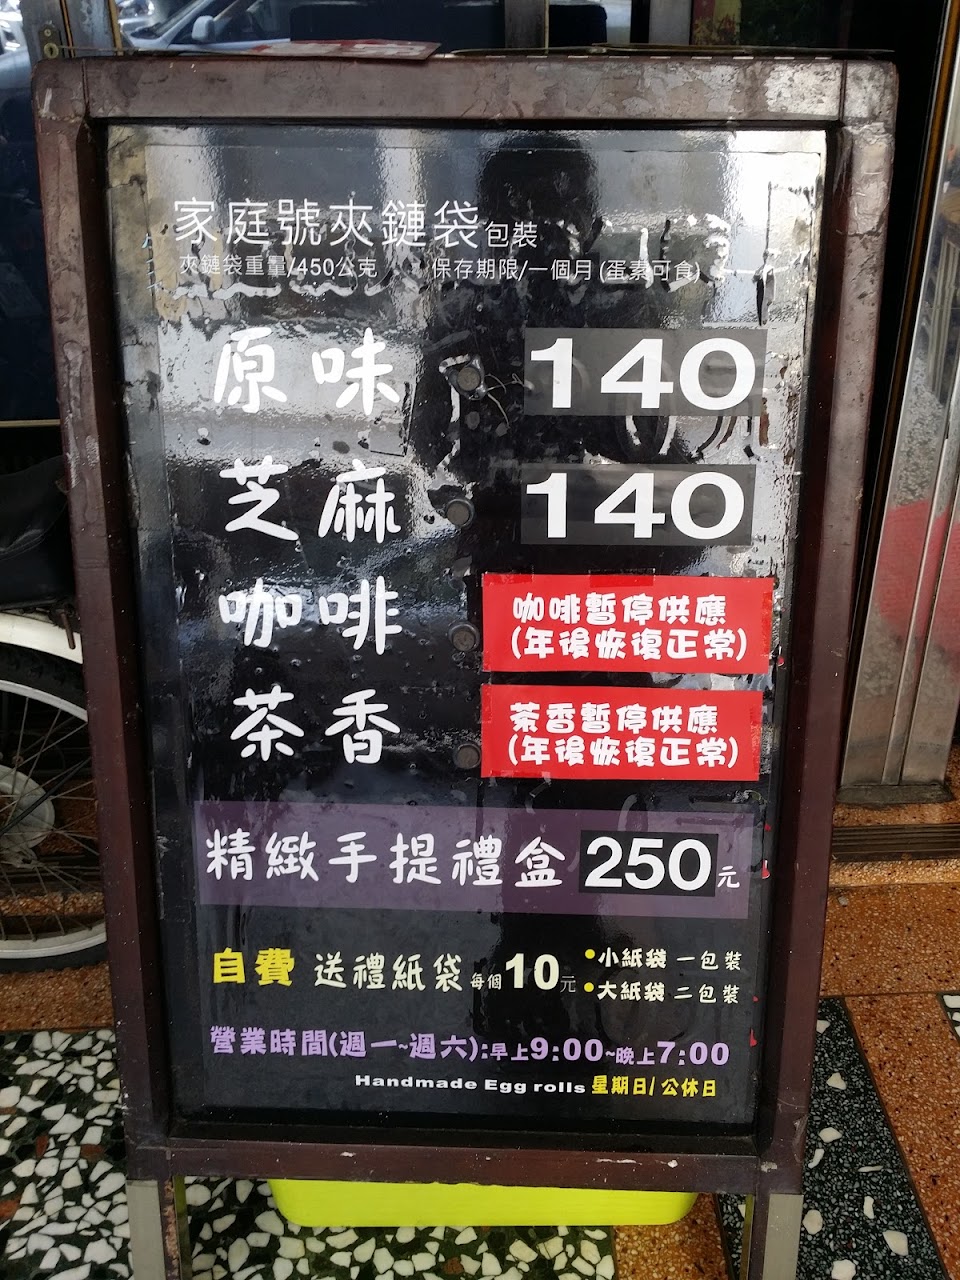 家庭號夾鏈袋包裝
夾鏈袋重量/450公克 保存期限/一個月(蛋素可食)
原味 140
芝麻 140
咖啡 咖啡暫停供應
(年後恢復正常)
茶香 茶香暫停供應
(年後恢復正常)
精緻手提禮盒 250元
自費 送禮紙袋 每個10元
•小紙袋 一包裝
•大紙袋 二包裝
營業時間(週一~週六):早上9:00~晚上7:00
Handmade Egg rolls 星期日/公休日